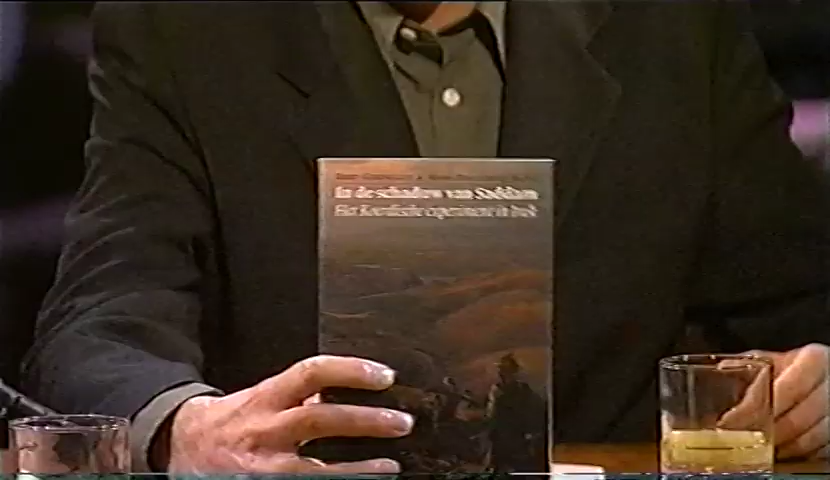 In de schaduw van Saddam
Het Koerdische experiment in Irak